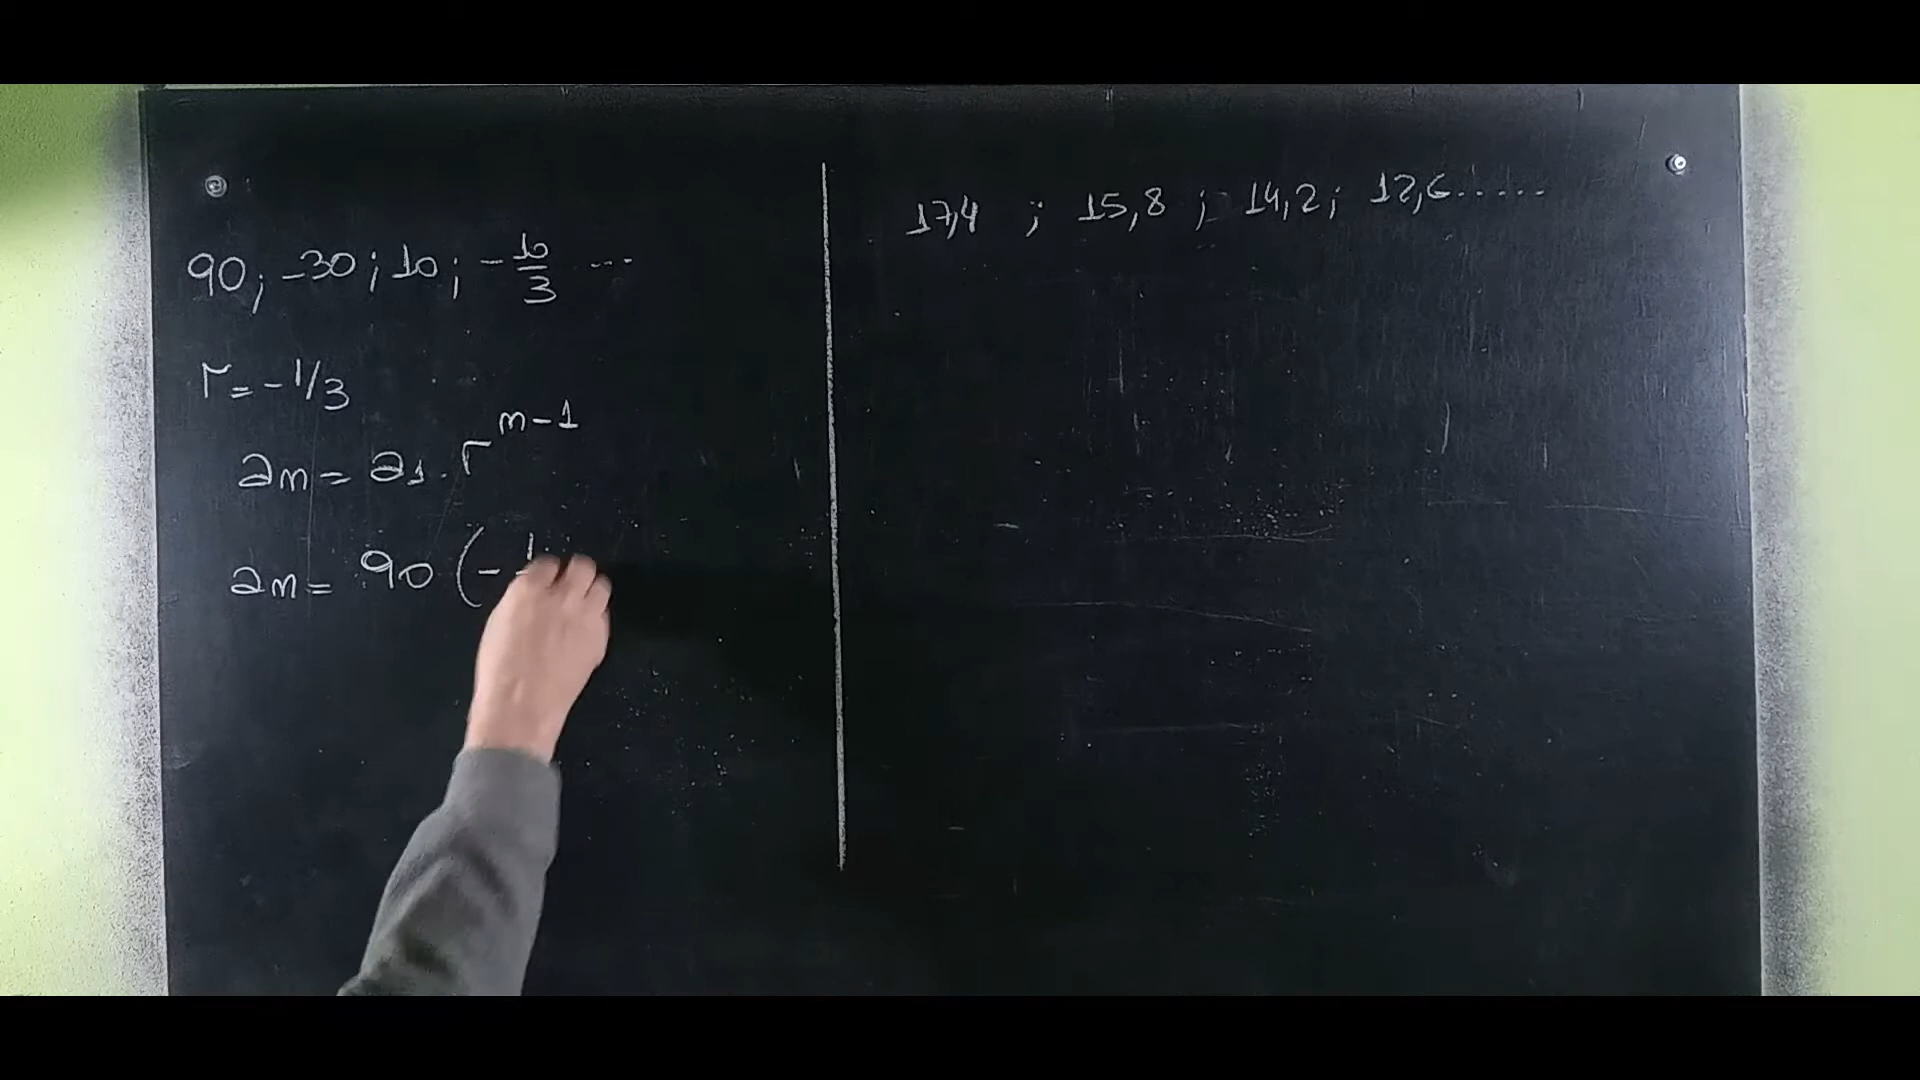 90; -30; 10; -10/3 ...
r = -1/3
an = a1. r^n-1
an = 90 (-1
17,4 ; 15,8 ; 14,2; 12,6.....